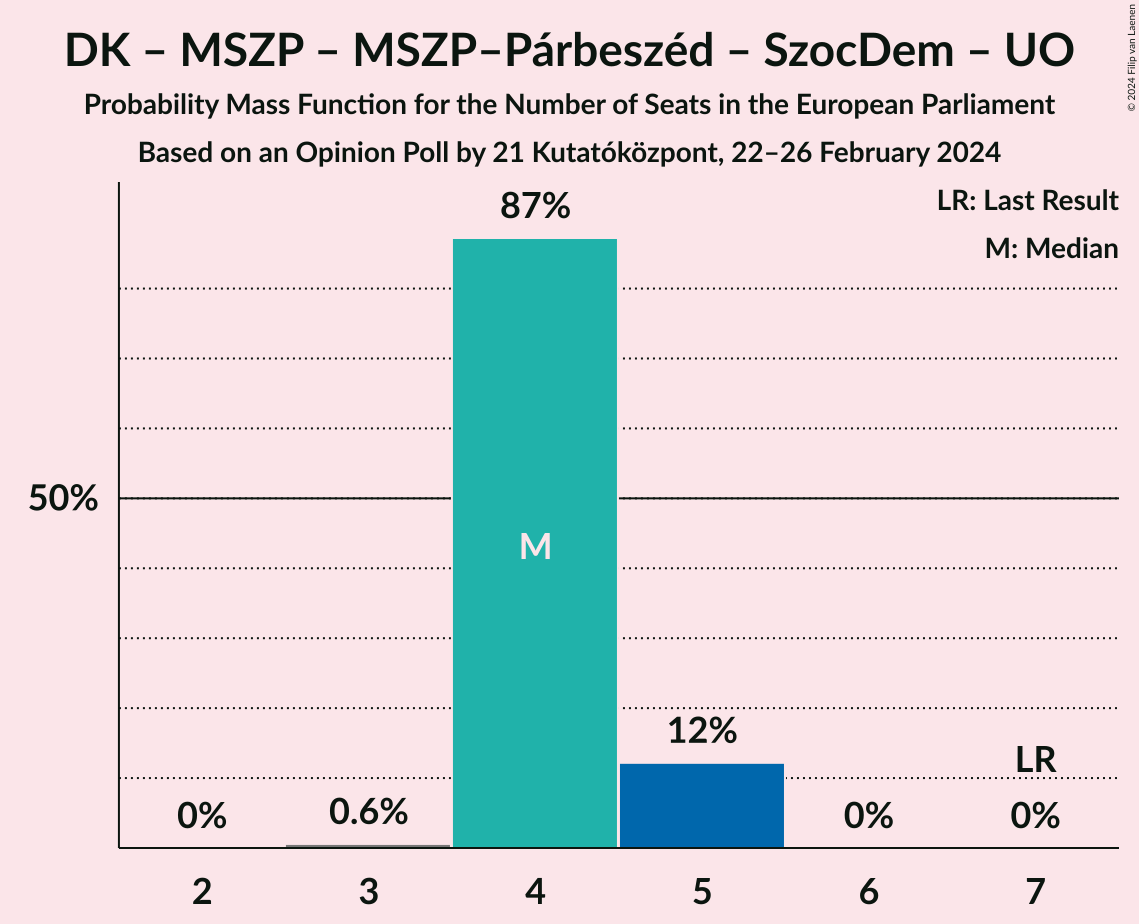 DK – MSZP – MSZP–Párbeszéd – SzocDem – UO
Probability Mass Function for the Number of Seats in the European Parliament
Based on an Opinion Poll by 21 Kutatóközpont, 22–26 February 2024
© 2024 Filip van Laenen
LR: Last Result
M: Median
87%
50%
M
12%
LR
0%
0.6%
0%
0%
2
3
4
5
6
7